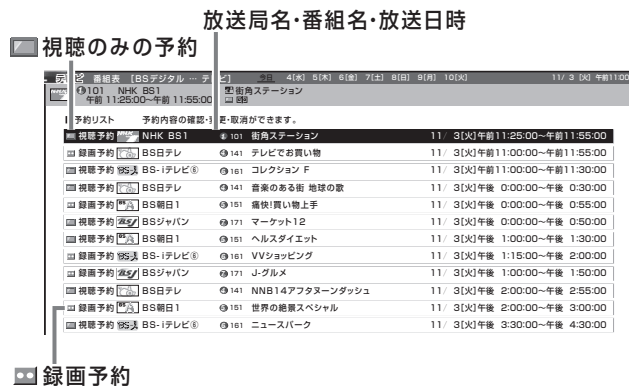 放送局名・番組名・放送日時
視聴のみの予約
番組表 [BSデジタル … テレビ] 今日 4[水] 5[木] 6[金] 7[土] 8[日] 9[月] 10[火] 11/ 3 [火] 午前11:00
101 NHK BS1 街角ステーション
午前 11:25:00〜午前 11:55:00
予約リスト 予約内容の確認・変更・取消ができます。
視聴予約 NHK BS1 101 街角ステーション 11/ 3[火]午前11:25:00〜午前11:55:00
録画予約 BS日テレ 141 テレビでお買い物 11/ 3[火]午前11:00:00〜午前11:55:00
視聴予約 BS-i BS-iテレビ⑥ 161 コレクション F 11/ 3[火]午前11:00:00〜午前11:30:00
視聴予約 BS日テレ 141 音楽のある街 地球の歌 11/ 3[火]午後 0:00:00〜午後 0:30:00
録画予約 BS朝日1 151 痛快!買い物上手 11/ 3[火]午後 0:00:00〜午後 0:55:00
視聴予約 BSジャパン 171 マーケット12 11/ 3[火]午後 0:00:00〜午後 0:50:00
視聴予約 BS朝日1 151 ヘルスダイエット 11/ 3[火]午後 1:00:00〜午後 1:30:00
録画予約 BS-i BS-iテレビ⑥ 161 VVショッピング 11/ 3[火]午後 1:15:00〜午後 2:00:00
録画予約 BSジャパン 171 J-グルメ 11/ 3[火]午後 1:00:00〜午後 1:50:00
視聴予約 BS日テレ 141 NNB14アフタヌーンダッシュ 11/ 3[火]午後 2:00:00〜午後 2:55:00
録画予約 BS朝日1 151 世界の絶景スペシャル 11/ 3[火]午後 2:00:00〜午後 3:00:00
視聴予約 BS-i BS-iテレビ⑥ 161 ニュースパーク 11/ 3[火]午後 3:30:00〜午後 4:30:00
録画予約